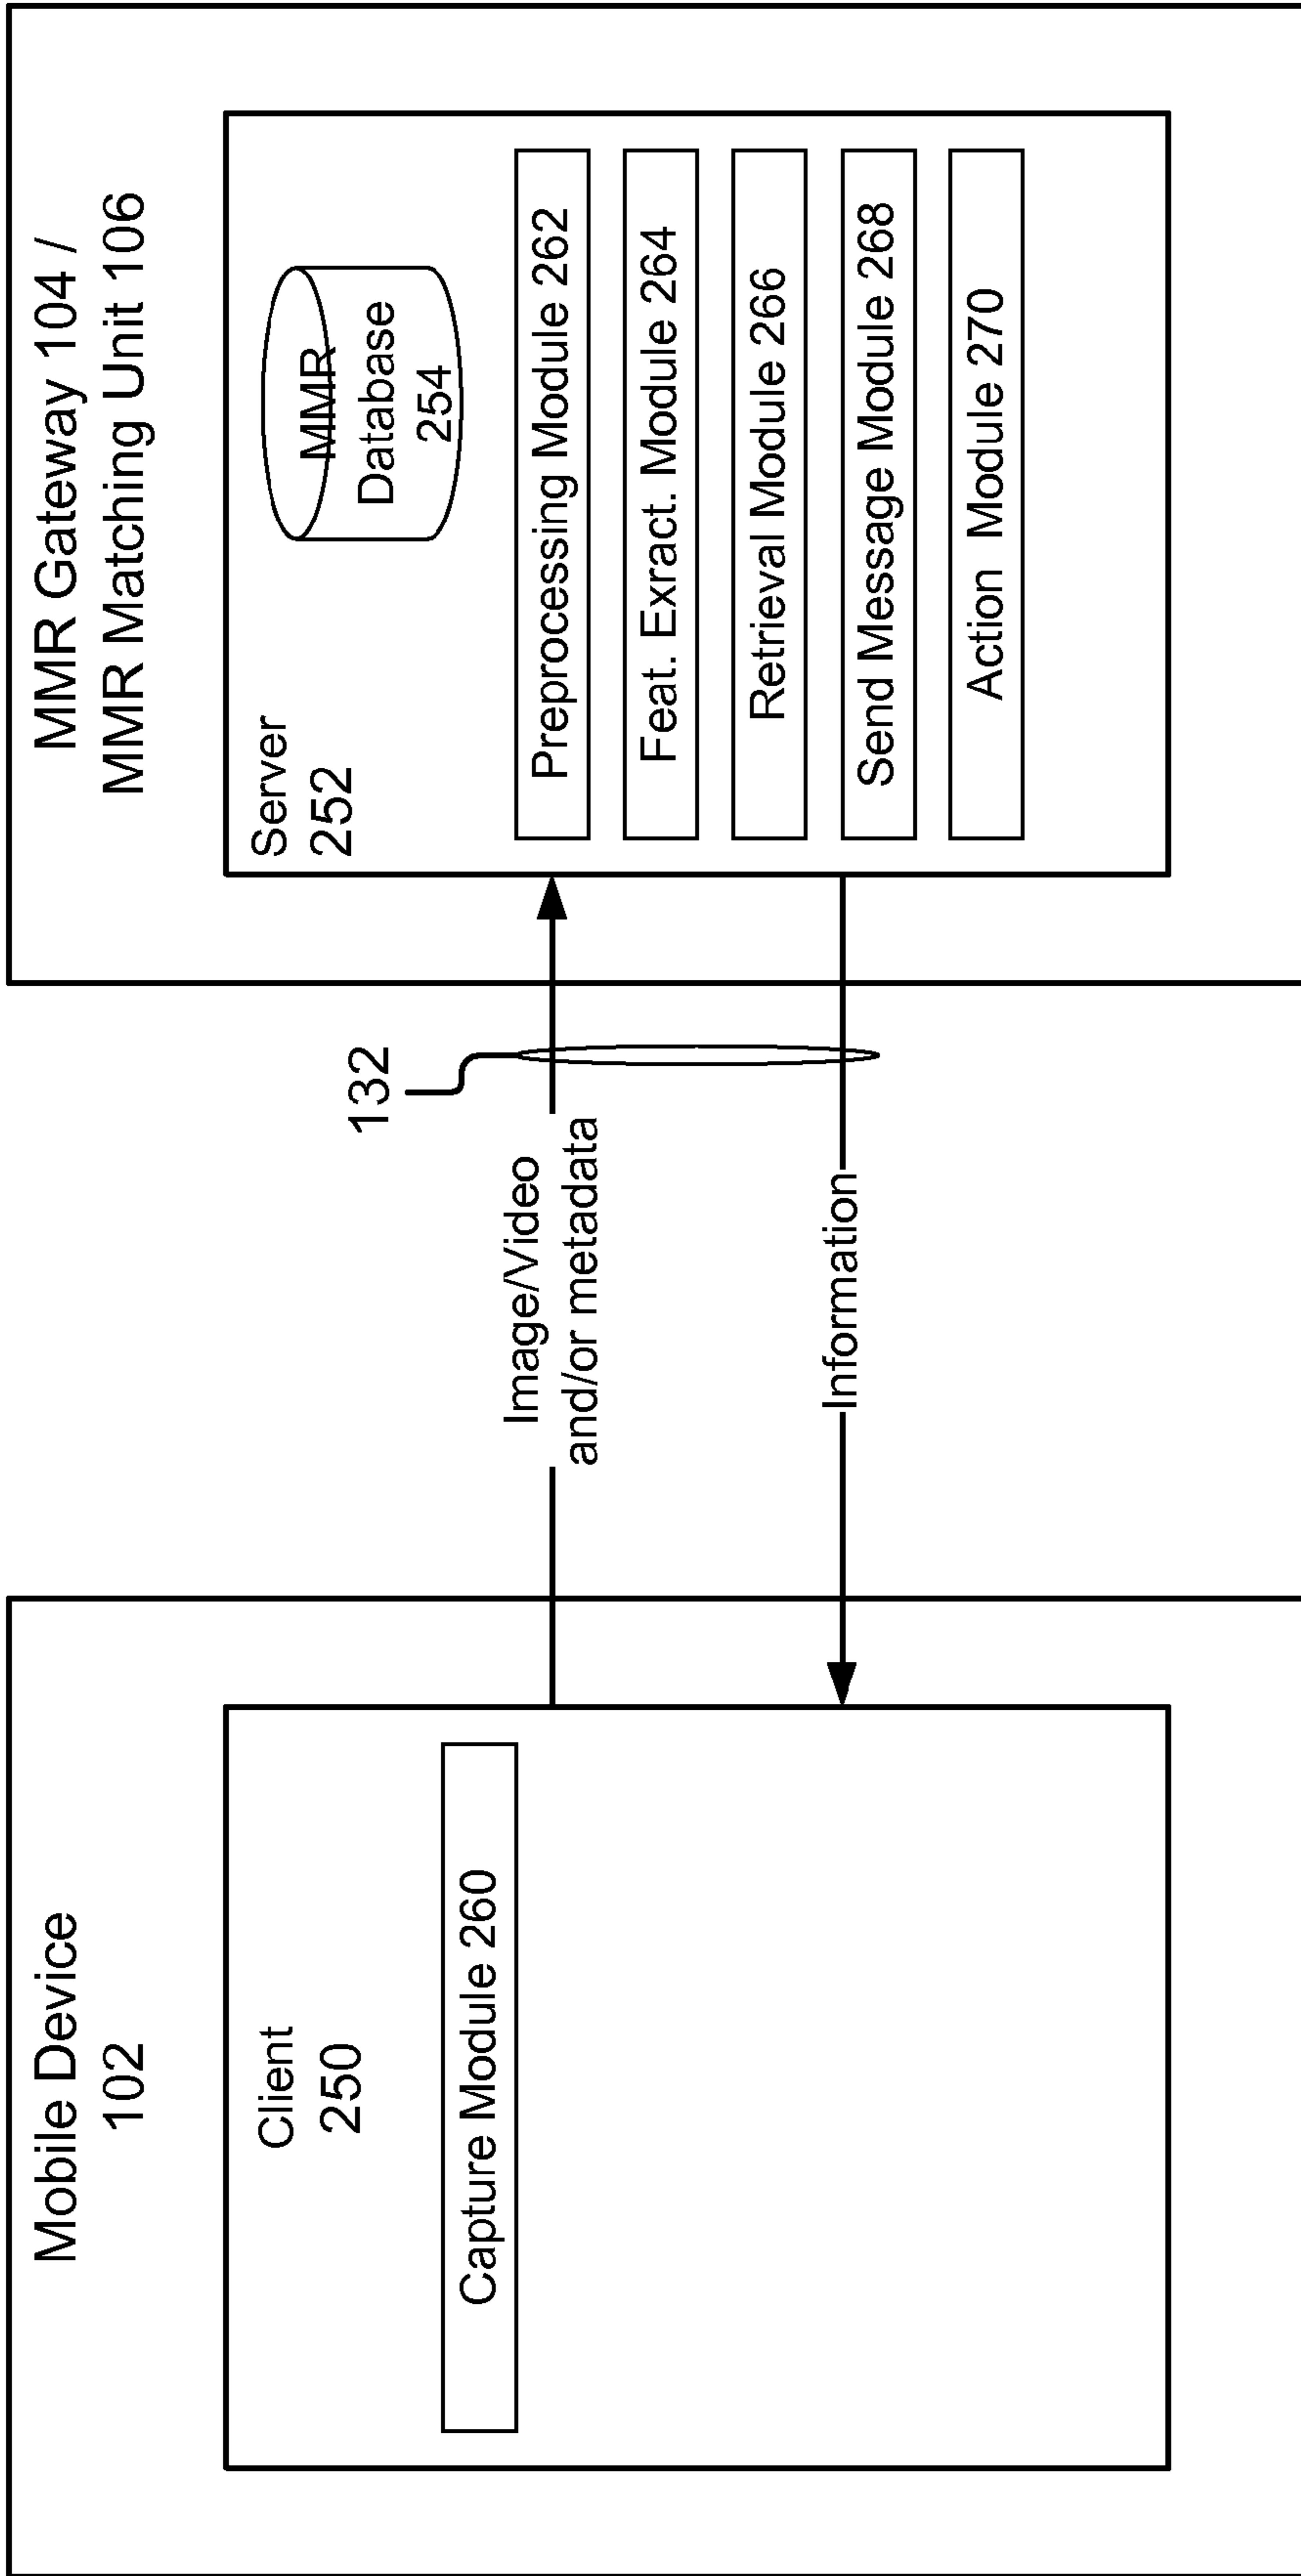 Mobile Device
102
Client
250
Capture Module 260
Image/Video
and/or metadata
Information
132
MMR Gateway 104 /
MMR Matching Unit 106
Server
252
MMR
Database
254
Preprocessing Module 262
Feat. Exract. Module 264
Retrieval Module 266
Send Message Module 268
Action Module 270